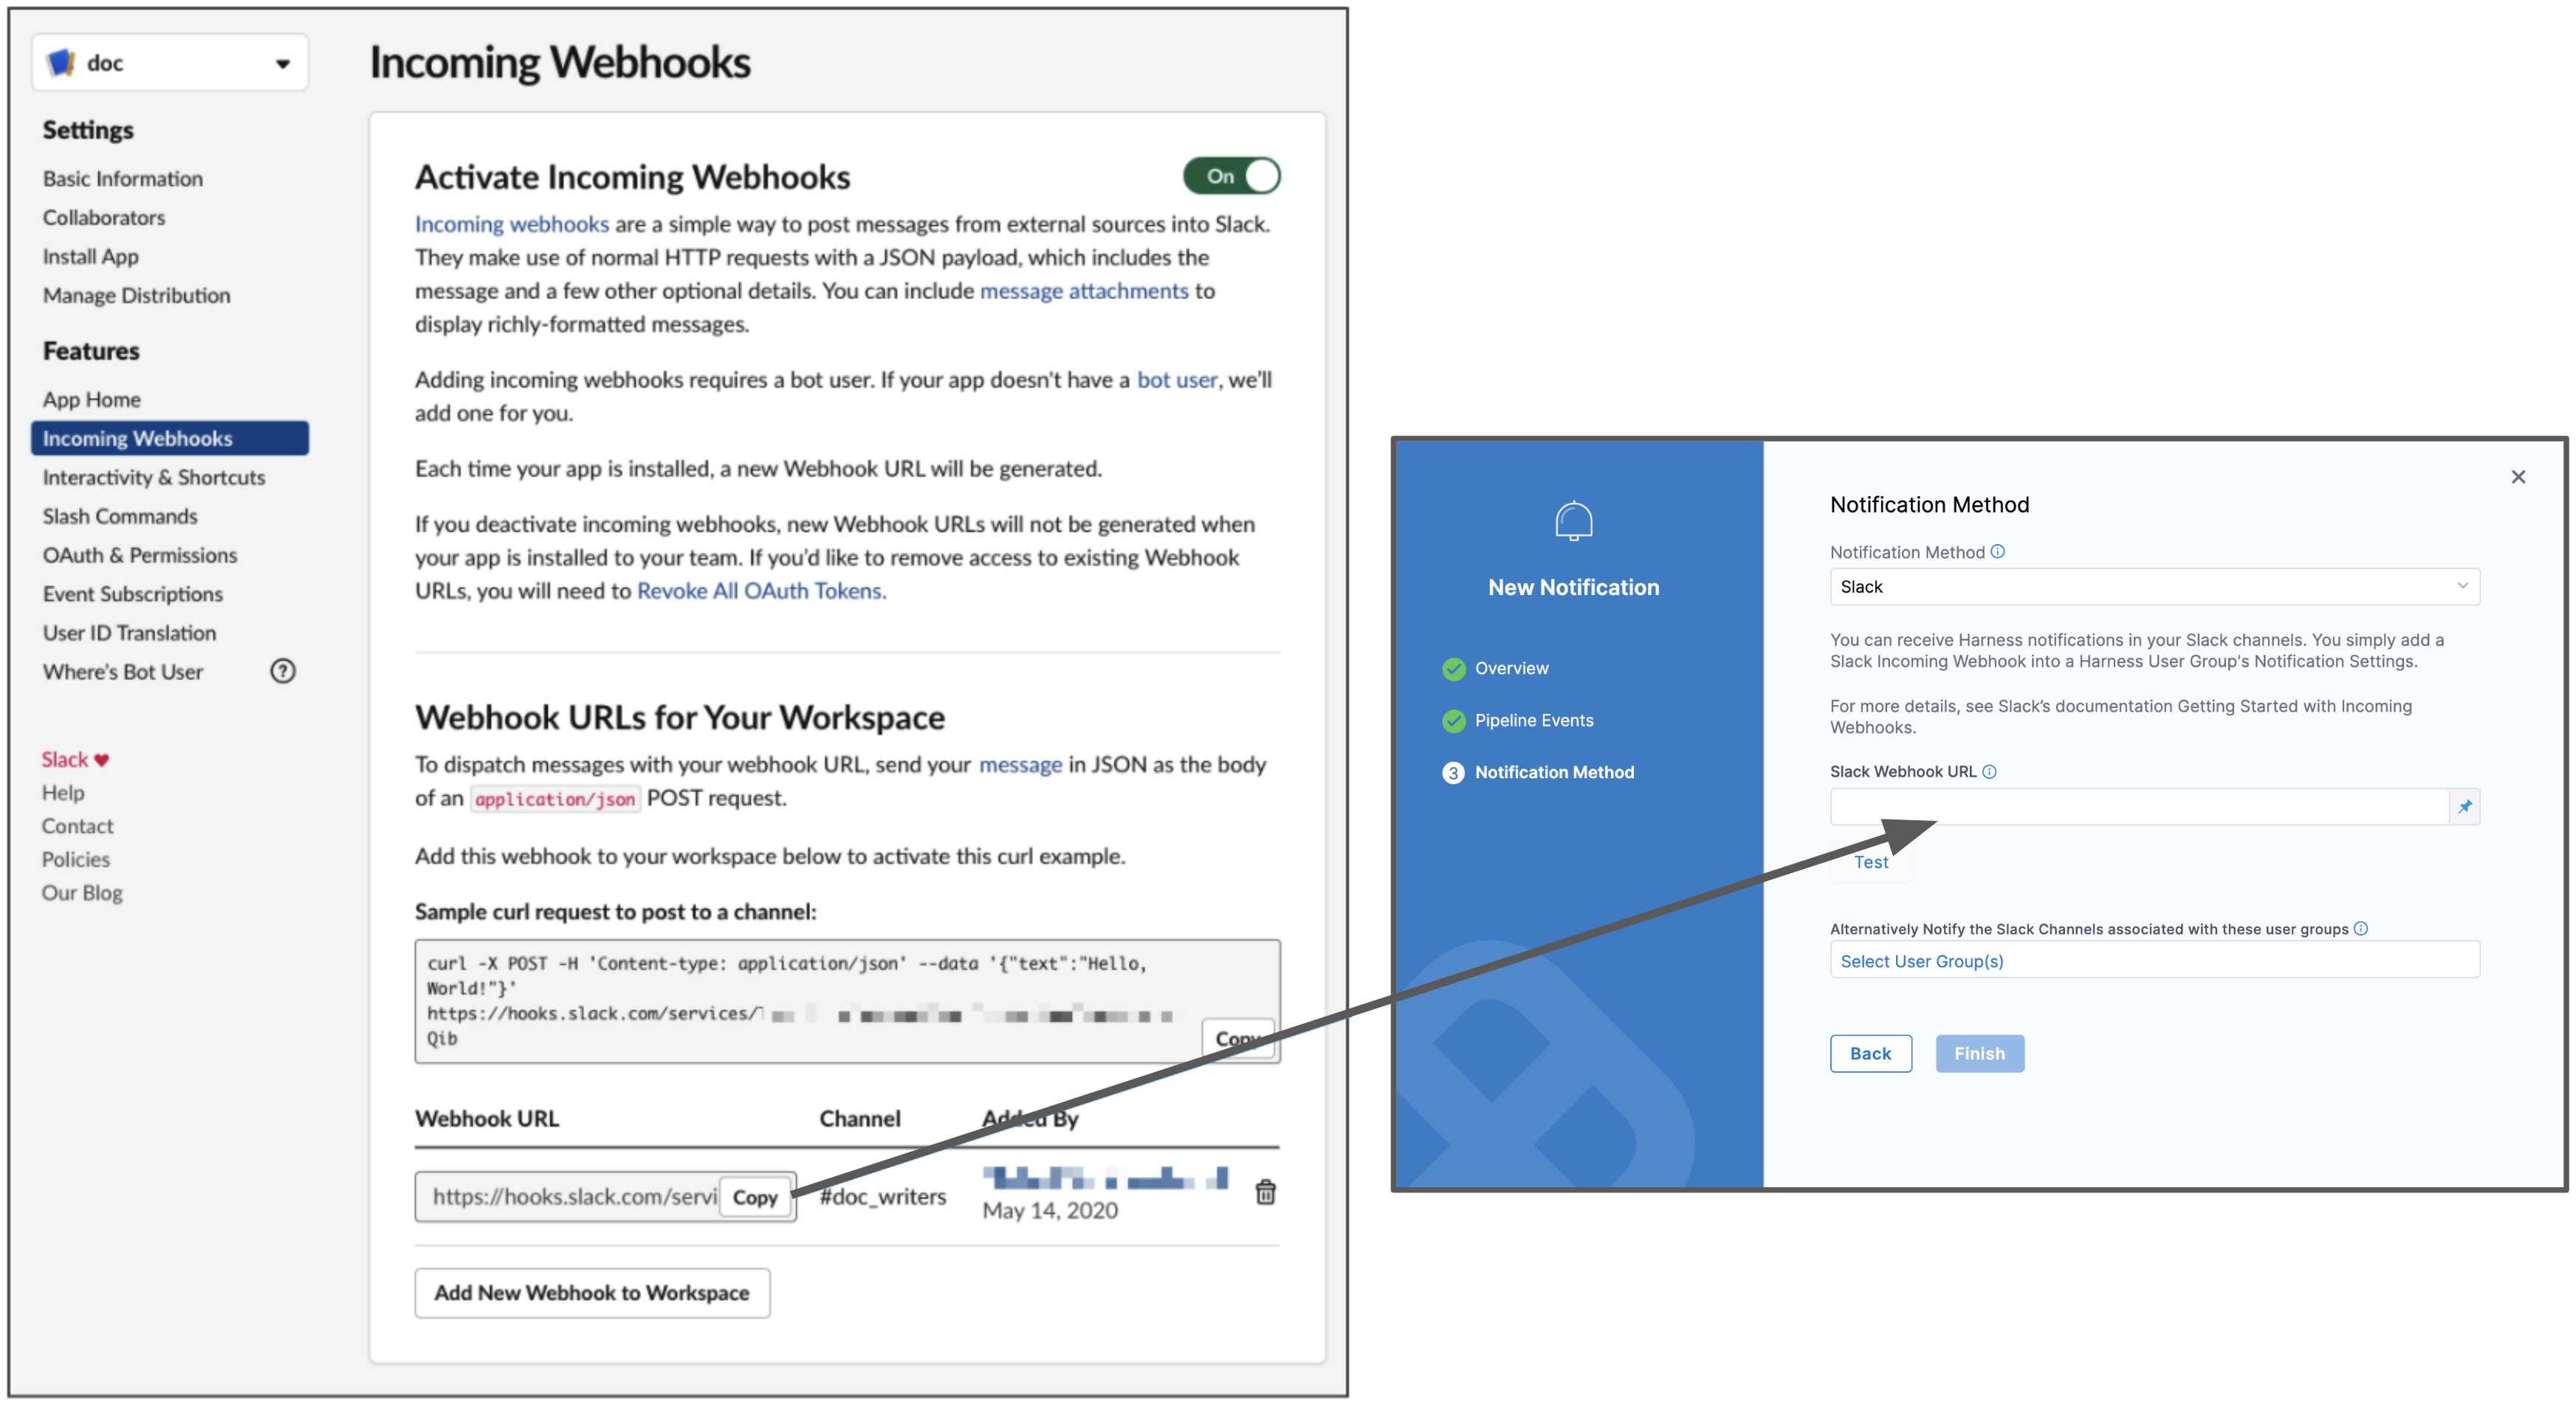 doc
Incoming Webhooks
Settings
Basic Information
Collaborators
Install App
Manage Distribution
Features
App Home
Incoming Webhooks
Interactivity & Shortcuts
Slash Commands
OAuth & Permissions
Event Subscriptions
User ID Translation
Where's Bot User
Slack ♥
Help
Contact
Policies
Our Blog
Activate Incoming Webhooks
On
Incoming webhooks are a simple way to post messages from external sources into Slack.
They make use of normal HTTP requests with a JSON payload, which includes the
message and a few other optional details. You can include message attachments to
display richly-formatted messages.
Adding incoming webhooks requires a bot user. If your app doesn't have a bot user, we'll
add one for you.
Each time your app is installed, a new Webhook URL will be generated.
If you deactivate incoming webhooks, new Webhook URLs will not be generated when
your app is installed to your team. If you'd like to remove access to existing Webhook
URLs, you will need to Revoke All OAuth Tokens.
Webhook URLs for Your Workspace
To dispatch messages with your webhook URL, send your message in JSON as the body
of an application/json POST request.
Add this webhook to your workspace below to activate this curl example.
Sample curl request to post to a channel:
curl -X POST -H 'Content-type: application/json' --data '{"text":"Hello,
World!"}'
https://hooks.slack.com/services/
Qib
Copy
Webhook URL Channel Added By
https://hooks.slack.com/servi Copy #doc_writers
May 14, 2020
Add New Webhook to Workspace
New Notification
Overview
Pipeline Events
3 Notification Method
Notification Method
Notification Method
Slack
You can receive Harness notifications in your Slack channels. You simply add a
Slack Incoming Webhook into a Harness User Group's Notification Settings.
For more details, see Slack's documentation Getting Started with Incoming
Webhooks.
Slack Webhook URL
Test
Alternatively Notify the Slack Channels associated with these user groups
Select User Group(s)
Back
Finish